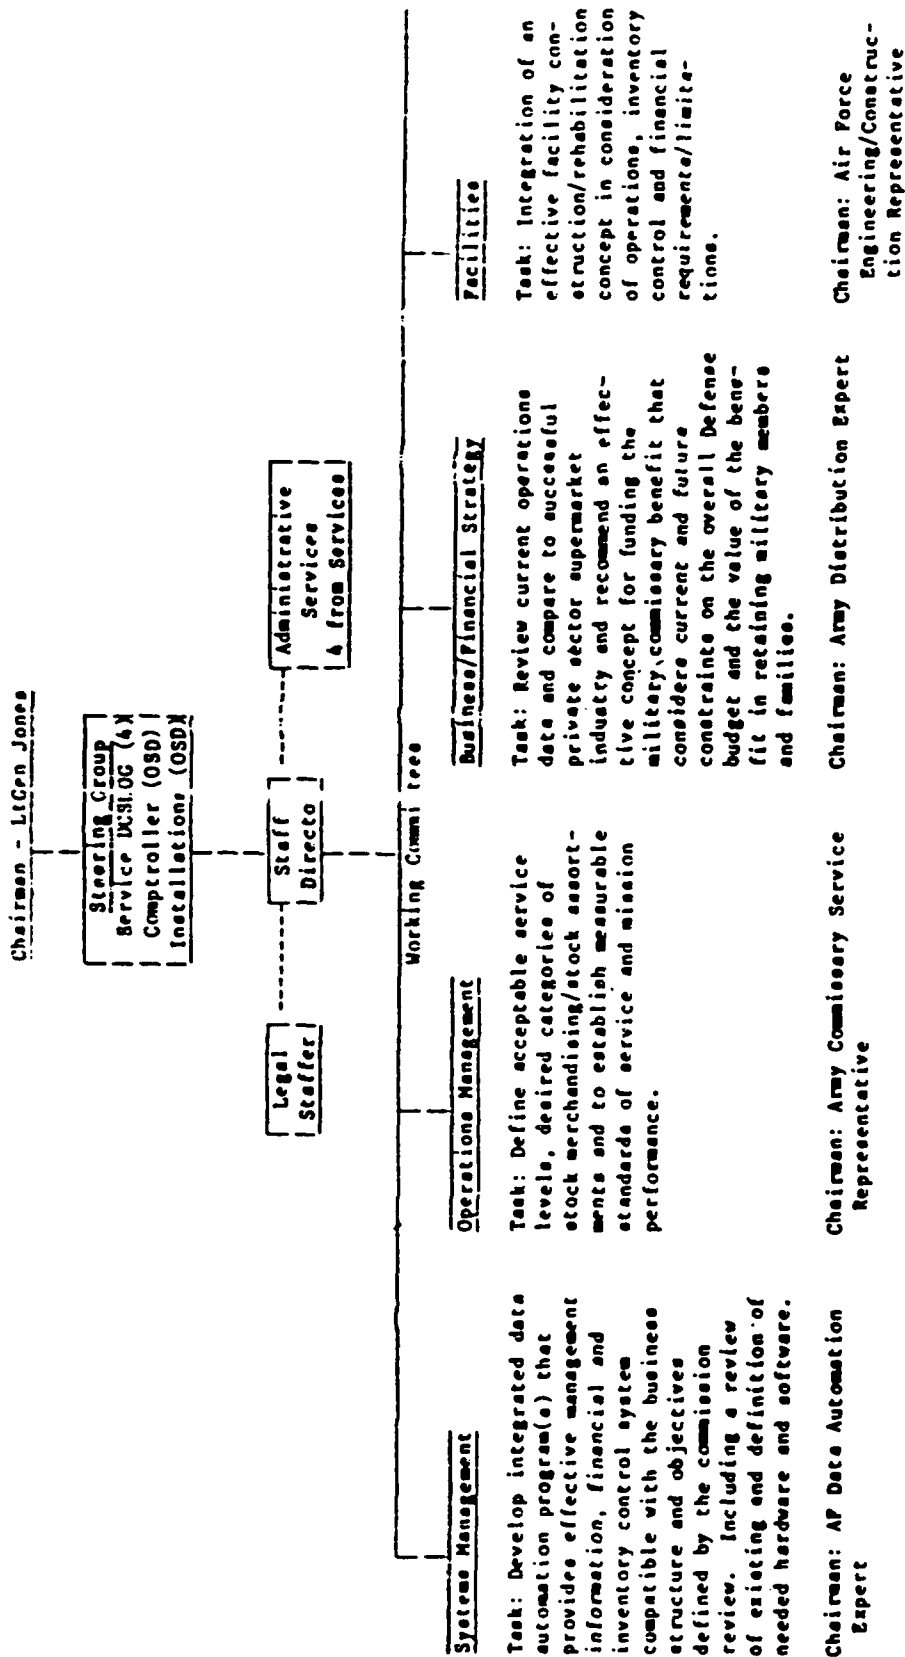 Chairman - LtGen Jones
Steering Group
Service DCSLOG (4)
Comptroller (OSD)
Installations (OSD)
Legal
Staffer
Staff
Directo
Administrative
Services
4 from Services
Working Commi tees
Systems Management
Task: Develop integrated data
automation program(s) that
provides effective management
information, financial and
inventory control system
compatible with the business
structure and objectives
defined by the commission
review. Including a review
of existing and definition of
needed hardware and software.
Chairman: AF Data Automation
Expert
Operations Management
Task: Define acceptable service
levels, desired categories of
stock merchandising/stock assort-
ments and to establish measurable
standards of service and mission
performance.
Chairman: Army Commissary Service
Representative
Business/Financial Strategy
Task: Review current operations
data and compare to successful
private sector supermarket
industry and recommend an effec-
tive concept for funding the
military commissary benefit that
considers current and future
constraints on the overall Defense
budget and the value of the bene-
fit in retaining military members
and families.
Chairman: Army Distribution Expert
Facilities
Task: Integration of an
effective facility con-
struction/rehabilitation
concept in consideration
of operations, inventory
control and financial
requirements/limita-
tions.
Chairman: Air Force
Engineering/Construc-
tion Representative